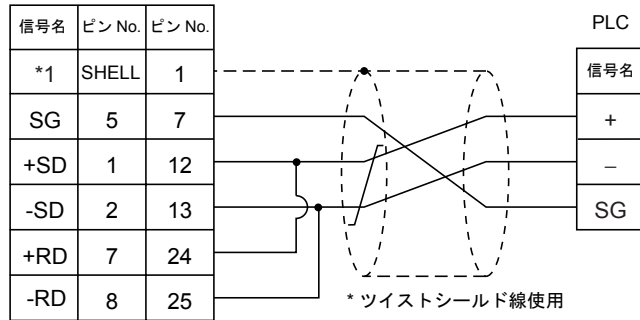 信号名 ピン No. ピン No.
*1 SHELL 1
SG 5 7
+SD 1 12
-SD 2 13
+RD 7 24
-RD 8 25
PLC
信号名
+
−
SG
* ツイストシールド線使用